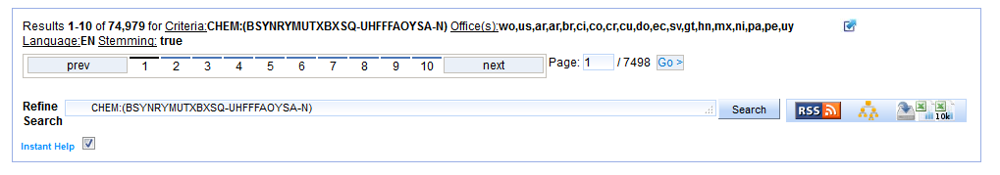 Results 1-10 of 74,979 for Criteria:CHEM:(BSYNRYMUTXBXSQ-UHFFFAOYSA-N) Office(s):wo,us,ar,ar,br,ci,co,cr,cu,do,ec,sv,gt,hn,mx,ni,pa,pe,uy
Language:EN Stemming: true
prev 1 2 3 4 5 6 7 8 9 10 next Page: 1 / 7498 Go >
Refine Search CHEM:(BSYNRYMUTXBXSQ-UHFFFAOYSA-N) Search RSS 10k
Instant Help